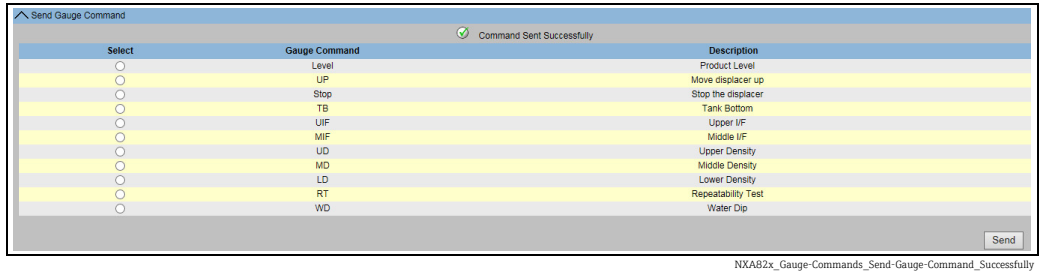 Send Gauge Command
Command Sent Successfully
Select Gauge Command Description
Level Product Level
UP Move displacer up
Stop Stop the displacer
TB Tank Bottom
UIF Upper I/F
MIF Middle I/F
UD Upper Density
MD Middle Density
LD Lower Density
RT Repeatability Test
WD Water Dip
Send
NXA82x_Gauge-Commands_Send-Gauge-Command_Successfully